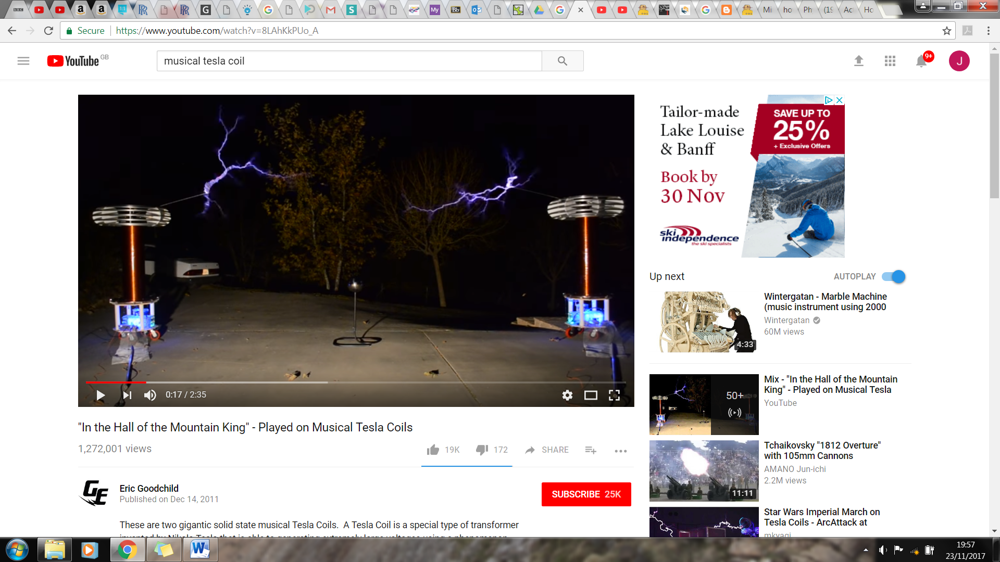 BBC
a
a
1:1
G
S
My
Bb
Mi
ho
Ph
(19
Ac
Ho
Secure
https://www.youtube.com/watch?v=8LAhKkPUo_A
YouTube GB
musical tesla coil
9+
J
Tailor-made
Lake Louise
& Banff
Book by
30 Nov
ski
independence
the ski specialists
SAVE UP TO
25%
+ Exclusive Offers
0:17 / 2:35
"In the Hall of the Mountain King" - Played on Musical Tesla Coils
1,272,001 views
19K
172
SHARE
GE
Eric Goodchild
Published on Dec 14, 2011
SUBSCRIBE 25K
These are two gigantic solid state musical Tesla Coils. A Tesla Coil is a special type of transformer
Up next
AUTOPLAY
Wintergatan - Marble Machine
(music instrument using 2000
Wintergatan
60M views
4:33
Mix - "In the Hall of the Mountain
King" - Played on Musical Tesla
YouTube
50+
Tchaikovsky "1812 Overture"
with 105mm Cannons
AMANO Jun-ichi
2.2M views
11:11
Star Wars Imperial March on
Tesla Coils - ArcAttack at
mkyagi
W
19:57
23/11/2017